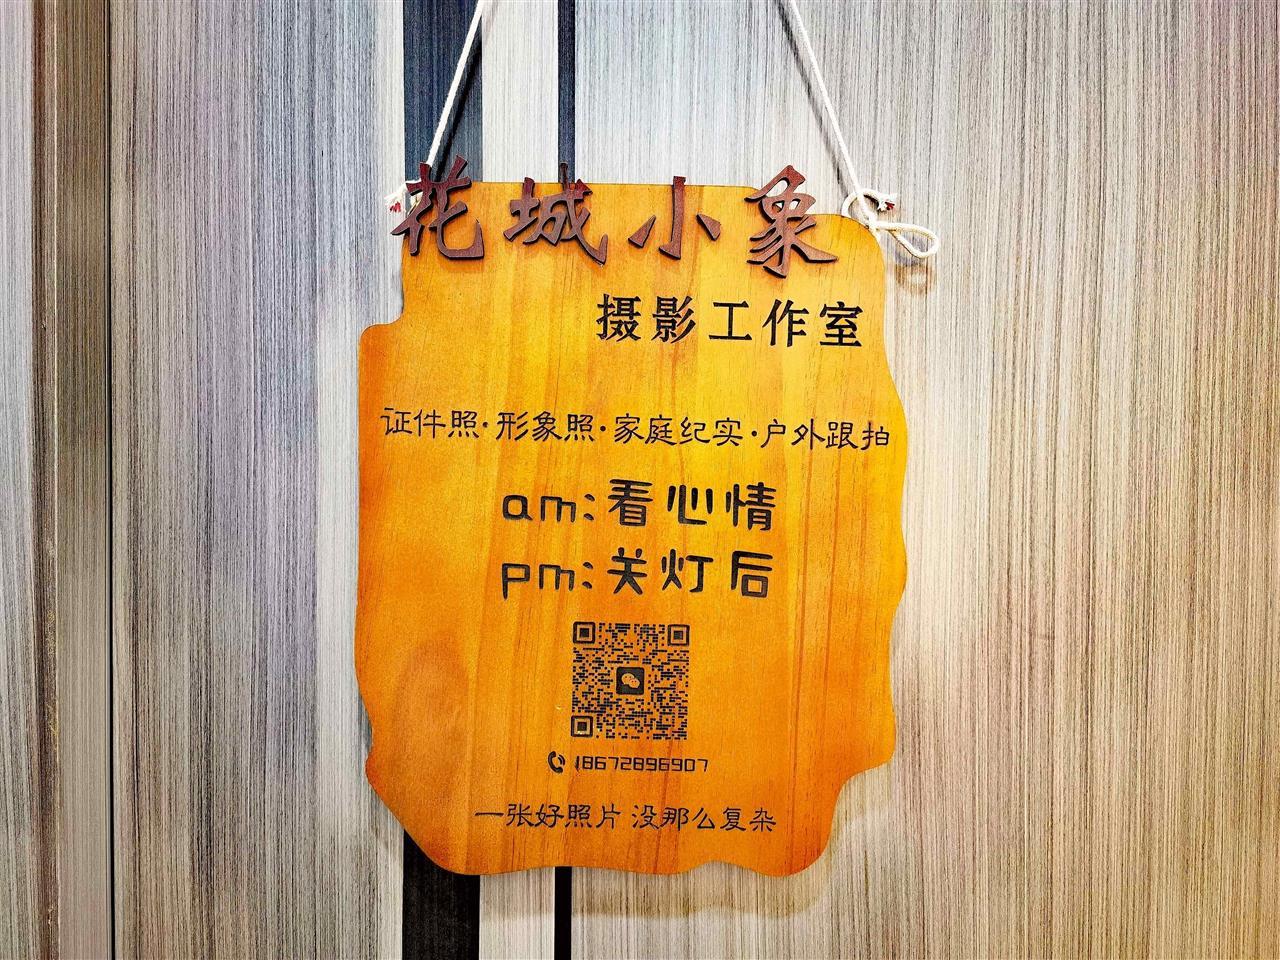 花城小象
摄影工作室
证件照·形象照·家庭纪实·户外跟拍
am:看心情
pm:关灯后
18672896907
一张好照片 没那么复杂